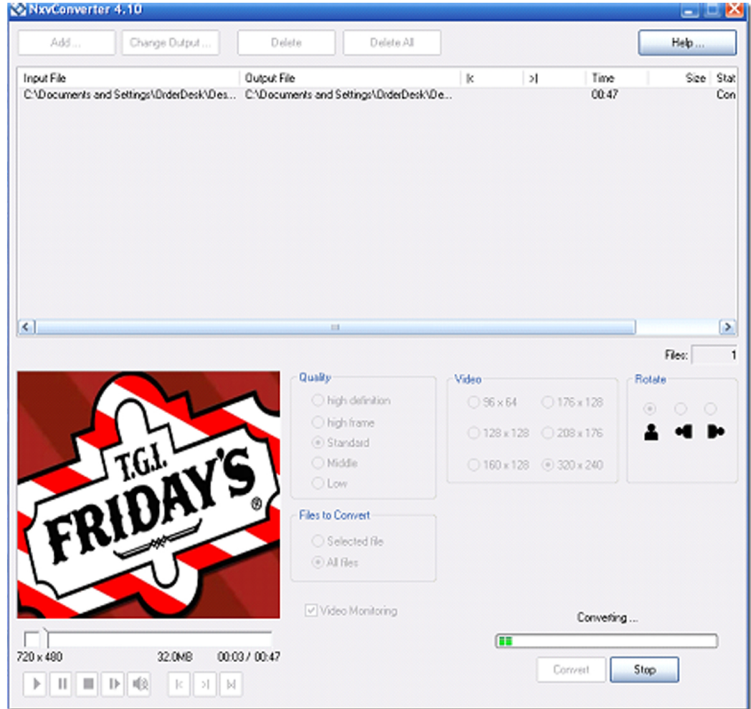 NxvConverter 4.10
Add ... Change Output ... Delete Delete All Help ...
Input File Output File |< >| Time Size Stat
C:\Documents and Settings\OrderDesk\Des... C:\Documents and Settings\OrderDesk\De... 00:47 Con
Files: 1
Quality
high definition
high frame
Standard
Middle
Low
Video
96 x 64 176 x 128
128 x 128 208 x 176
160 x 128 320 x 240
Rotate
T.G.I.
FRIDAY'S
®
Files to Convert
Selected file
All files
Video Monitoring
Converting ...
720 x 480 32.0MB 00:03 / 00:47
Convert Stop